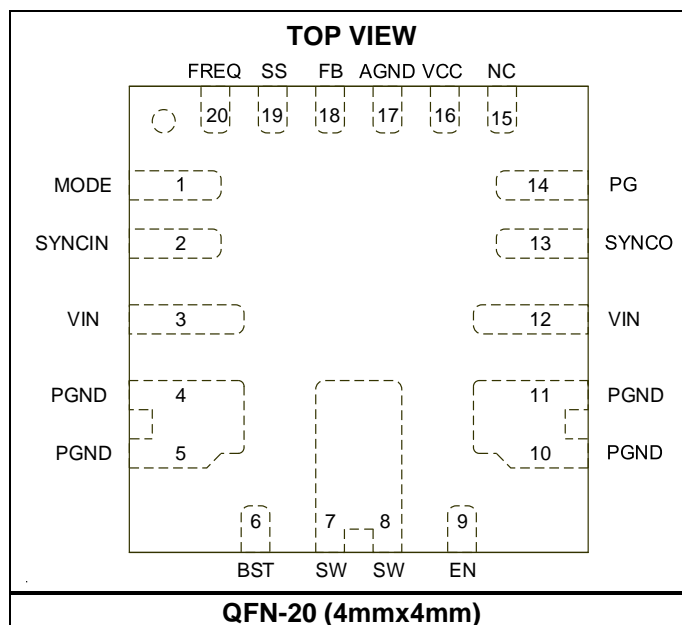 TOP VIEW
FREQ SS FB AGND VCC NC
20 19 18 17 16 15
MODE 1 14 PG
SYNCIN 2 13 SYNCO
VIN 3 12 VIN
PGND 4 11 PGND
PGND 5 10 PGND
6 7 8 9
BST SW SW EN
QFN-20 (4mmx4mm)